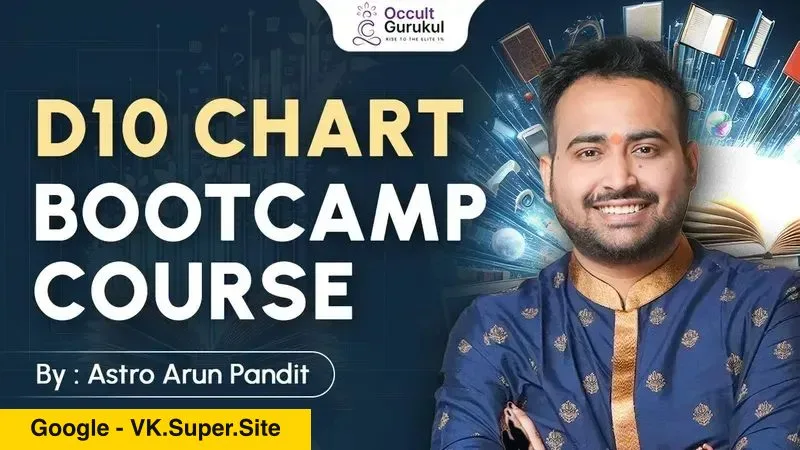 Occult
Gurukul
RISE TO THE ELITE 1%
D10 CHART
BOOTCAMP
COURSE
By : Astro Arun Pandit
Google - VK.Super.Site